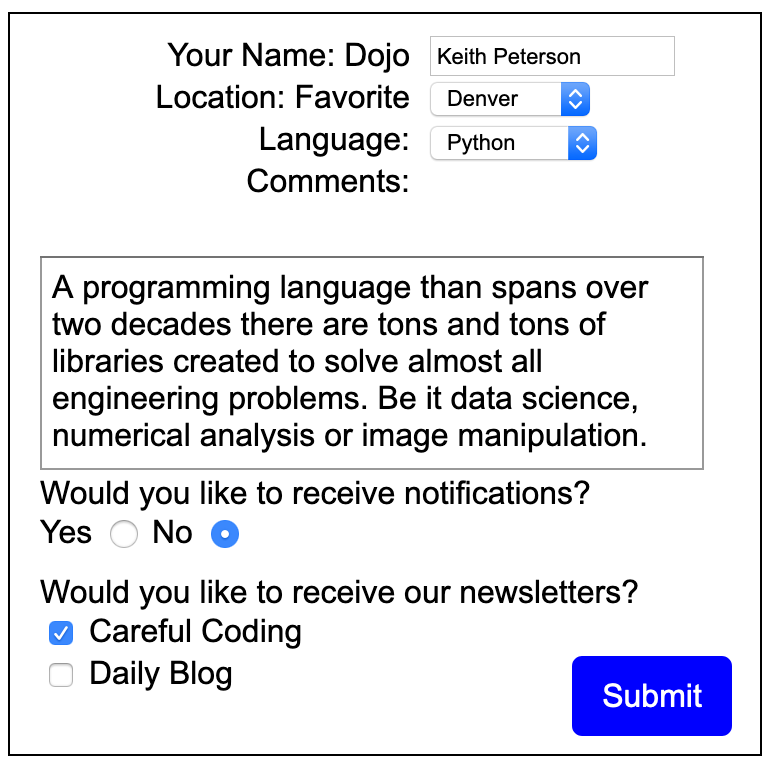 Your Name: Dojo Keith Peterson
Location: Favorite Denver
Language: Python
Comments:
A programming language than spans over
two decades there are tons and tons of
libraries created to solve almost all
engineering problems. Be it data science,
numerical analysis or image manipulation.
Would you like to receive notifications?
Yes No
Would you like to receive our newsletters?
Careful Coding
Daily Blog
Submit